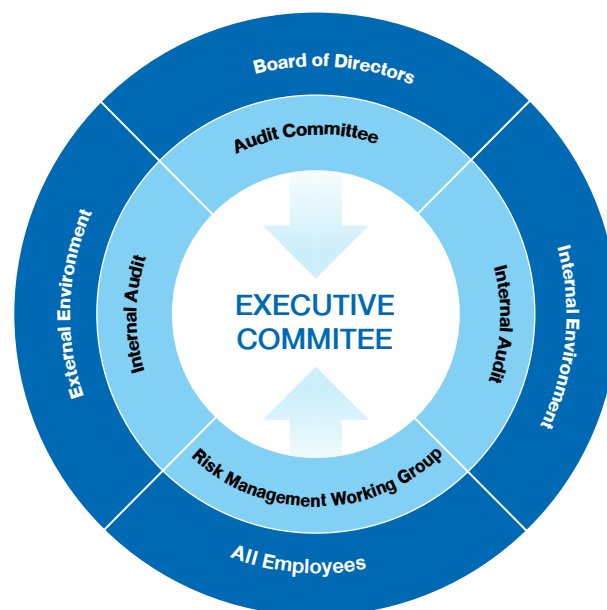 Board of Directors
Audit Committee
External Environment
Internal Audit
EXECUTIVE
COMMITEE
Internal Audit
Internal Environment
Risk Management Working Group
All Employees